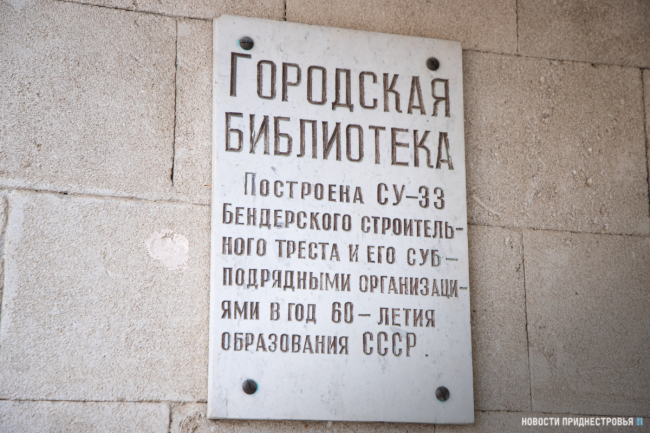 ГОРОДСКАЯ
БИБЛИОТЕКА
ПОСТРОЕНА СУ-33
БЕНДЕРСКОГО СТРОИТЕЛЬ-
НОГО ТРЕСТА И ЕГО СУБ-
ПОДРЯДНЫМИ ОРГАНИЗАЦИ-
ЯМИ В ГОД 60-ЛЕТИЯ
ОБРАЗОВАНИЯ СССР
НОВОСТИ ПРИДНЕСТРОВЬЯ